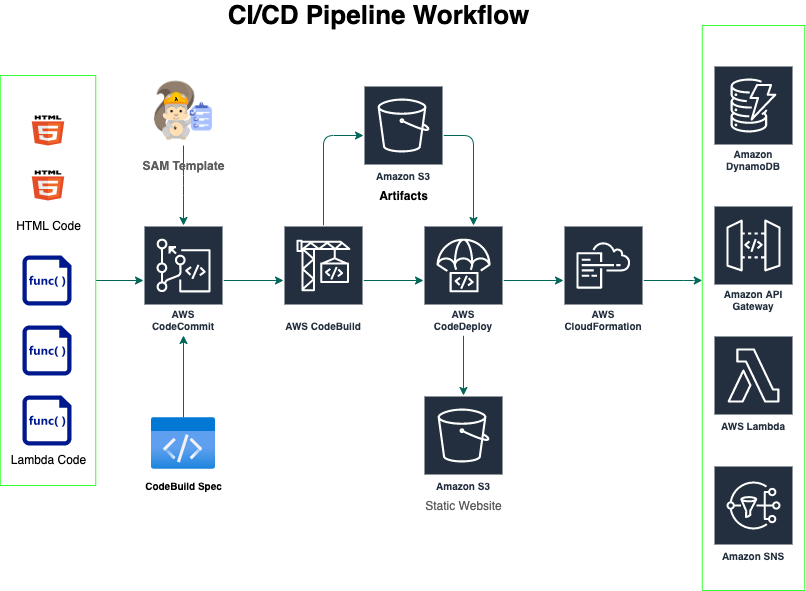 CI/CD Pipeline Workflow
HTML
5
HTML
5
HTML Code
func( )
func( )
func( )
Lambda Code
SAM Template
AWS
CodeCommit
</>
CodeBuild Spec
</>
AWS CodeBuild
</>
Amazon S3
Artifacts
</>
AWS
CodeDeploy
Amazon S3
Static Website
AWS
CloudFormation
Amazon
DynamoDB
</>
Amazon API
Gateway
AWS Lambda
Amazon SNS